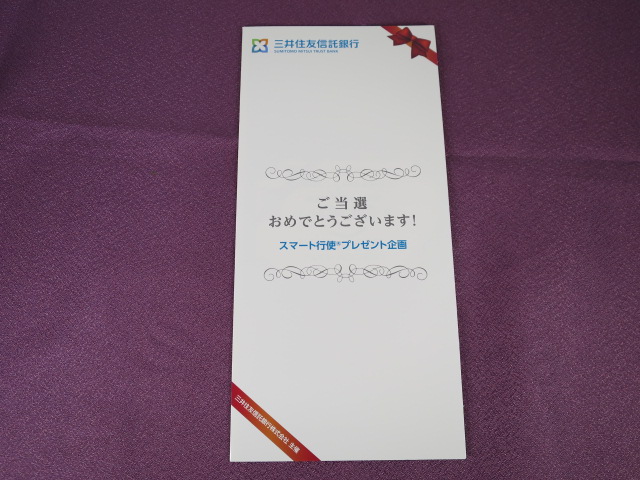 三井住友信託銀行
SUMITOMO MITSUI TRUST BANK
ご当選
おめでとうございます!
スマート行使®プレゼント企画
三井住友信託銀行株式会社 主催